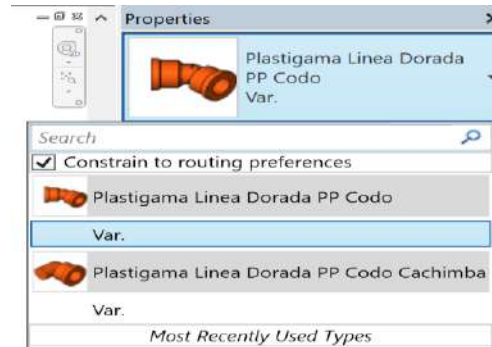 Properties
Plastigama Linea Dorada
PP Codo
Var.
Search
Constrain to routing preferences
Plastigama Linea Dorada PP Codo
Var.
Plastigama Linea Dorada PP Codo Cachimba
Var.
Most Recently Used Types